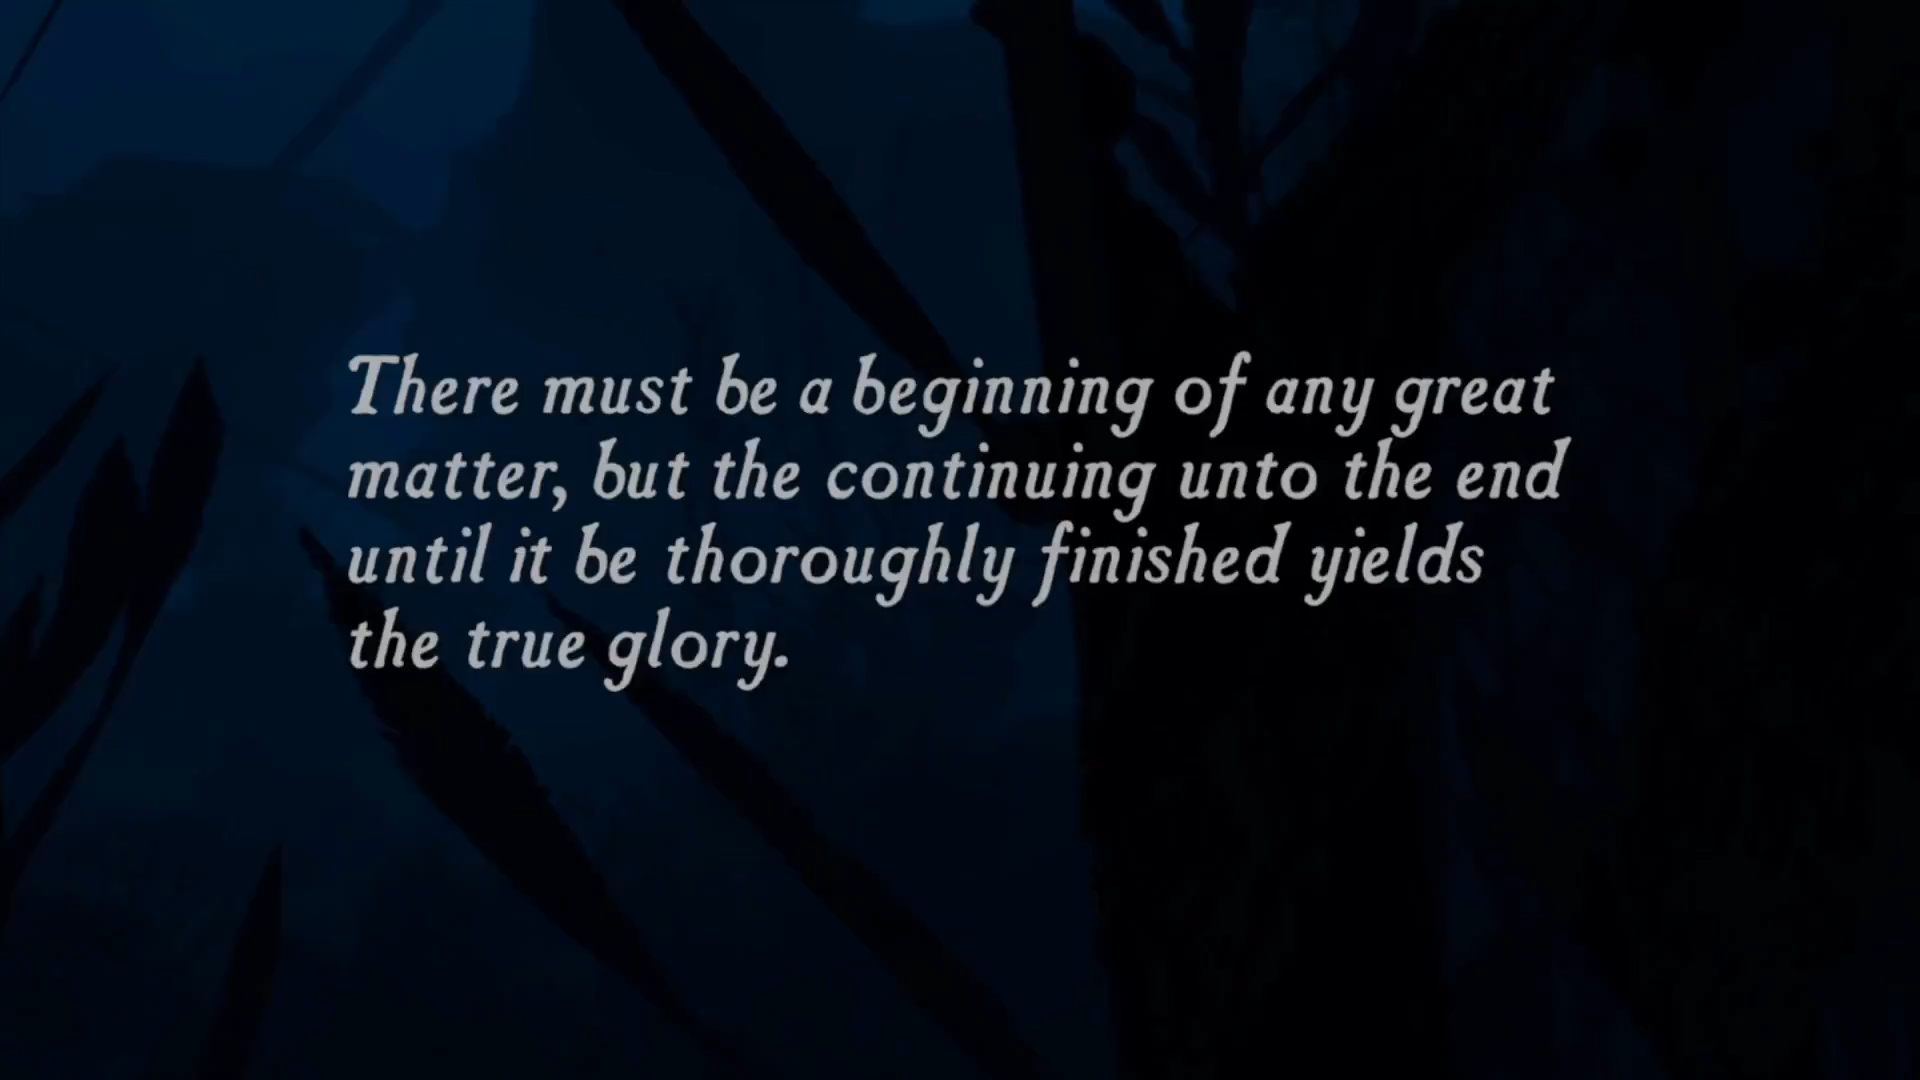 There must be a beginning of any great
matter, but the continuing unto the end
until it be thoroughly finished yields
the true glory.